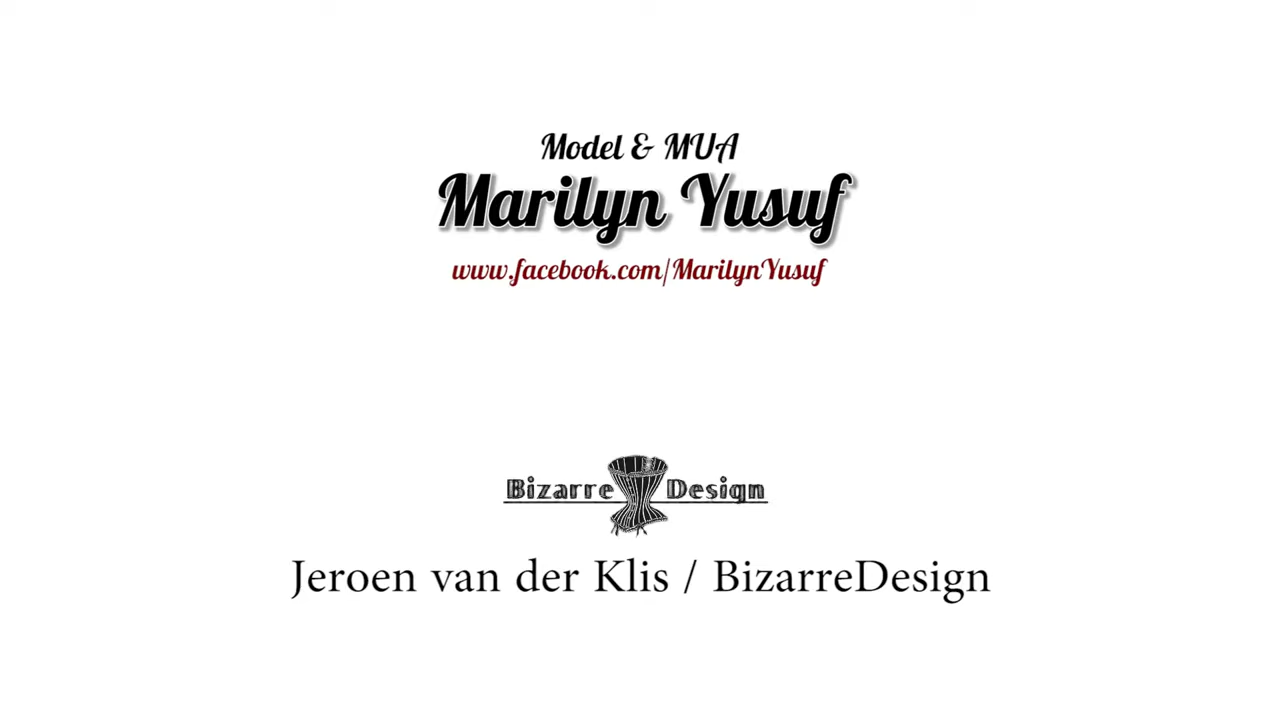 Model & MUA
Marilyn Yusuf
www.facebook.com/MarilynYusuf
Bizarre Design
Jeroen van der Klis / BizarreDesign